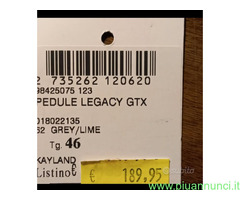 2 735262 120620
98425075 123
PEDULE LEGACY GTX
018022135
62 GREY/LIME
Tg. 46
KAYLAND
Listino€ € 189,95
www.piuannunci.it